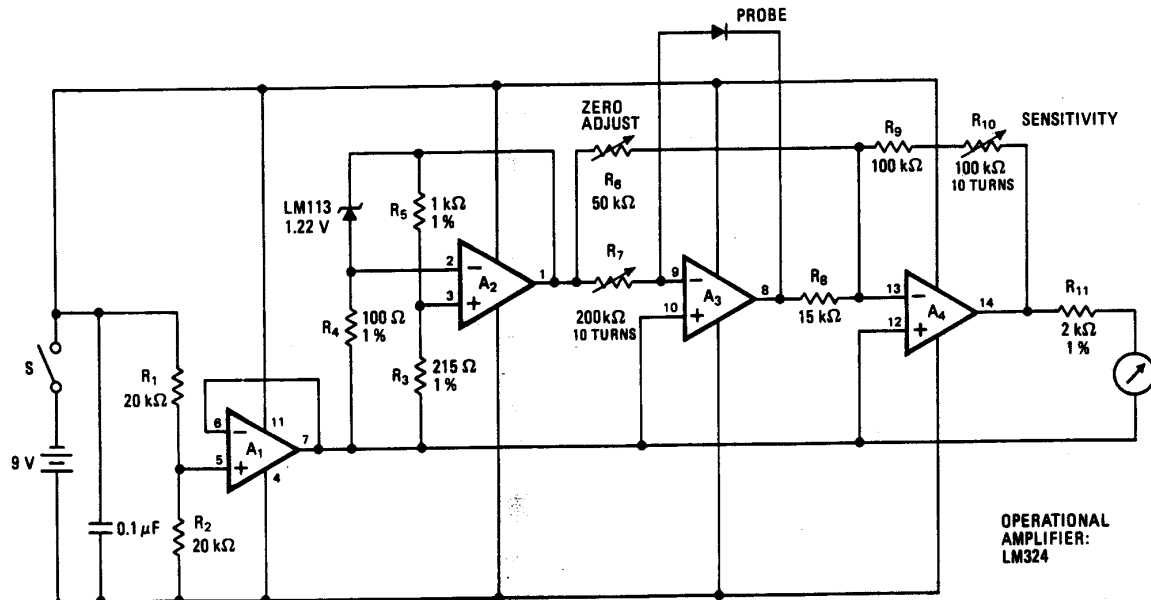 PROBE
ZERO
ADJUST
R6
50 kΩ
R9
100 kΩ
R10
100 kΩ
10 TURNS
SENSITIVITY
LM113
1.22 V
R5
1 kΩ
1 %
2
3
A2
1
R7
200 kΩ
10 TURNS
9
10
A3
8
R8
15 kΩ
13
12
A4
14
R11
2 kΩ
1 %
R4
100 Ω
1 %
R3
215 Ω
1 %
S
R1
20 kΩ
9 V
0.1 μF
R2
20 kΩ
6
5
A1
11
4
7
OPERATIONAL
AMPLIFIER:
LM324